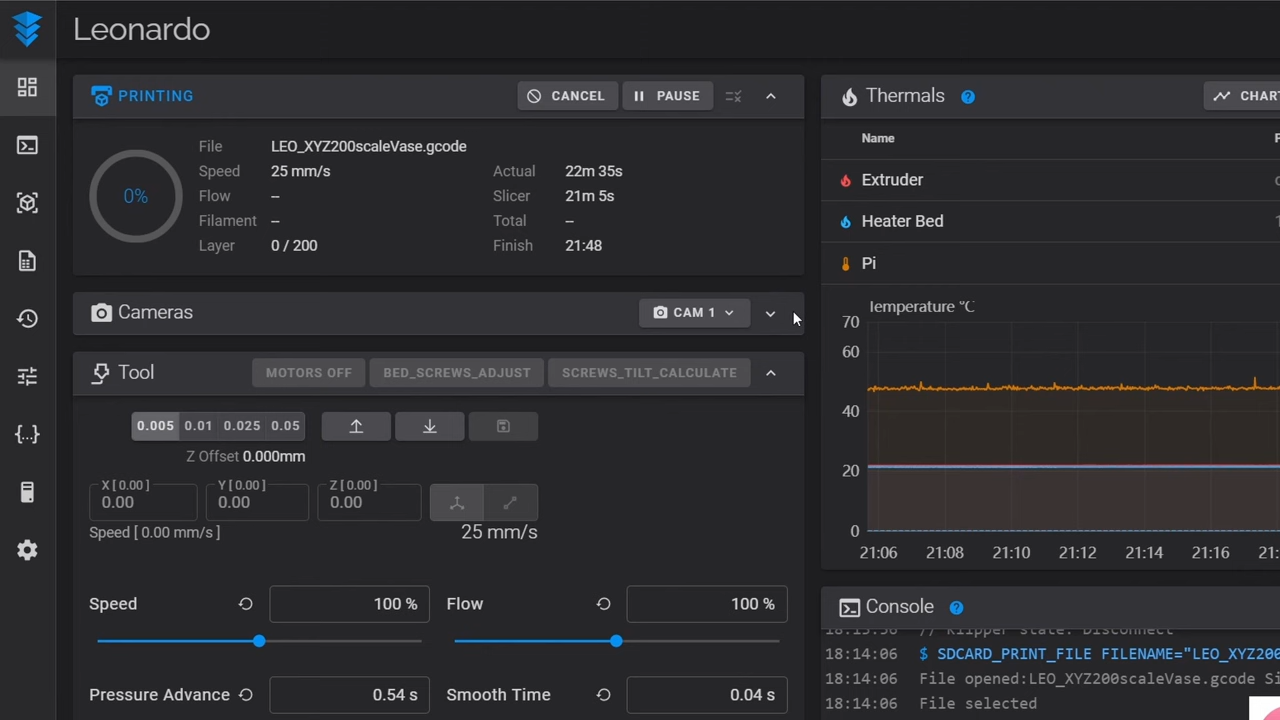 Leonardo
PRINTING
CANCEL
PAUSE
0%
File LEO_XYZ200scaleVase.gcode
Speed 25 mm/s Actual 22m 35s
Flow -- Slicer 21m 5s
Filament -- Total --
Layer 0 / 200 Finish 21:48
Cameras
CAM 1
Tool
MOTORS OFF
BED_SCREWS_ADJUST
SCREWS_TILT_CALCULATE
0.005 0.01 0.025 0.05
Z Offset 0.000mm
X [ 0.00 ] Y [ 0.00 ] Z [ 0.00 ]
0.00 0.00 0.00
Speed [ 0.00 mm/s ] 25 mm/s
Speed 100 % Flow 100 %
Pressure Advance 0.54 s Smooth Time 0.04 s
Thermals
CHART
Name
Extruder
Heater Bed
Pi
Temperature °C
70
60
40
20
0
21:06 21:08 21:10 21:12 21:14 21:16 21:
Console
// Klipper state: Disconnect
18:14:06 $ SDCARD_PRINT_FILE FILENAME="LEO_XYZ200
18:14:06 File opened:LEO_XYZ200scaleVase.gcode Si
18:14:06 File selected